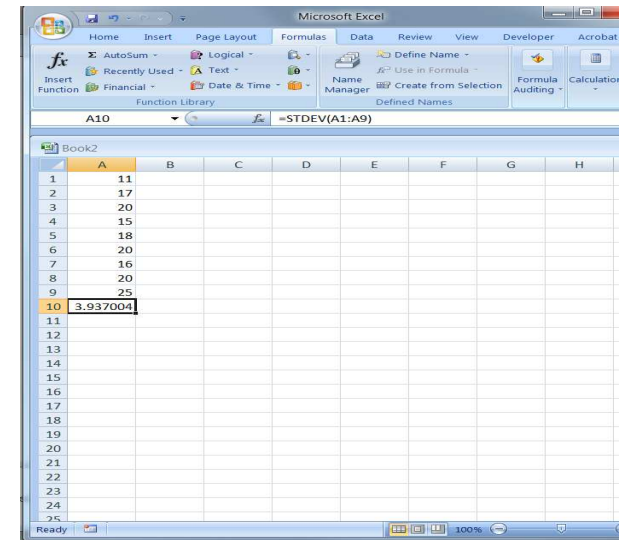 Microsoft Excel
Home Insert Page Layout Formulas Data Review View Developer Acrobat
fx Σ AutoSum Logical Define Name
Recently Used A Text Use in Formula
Insert Function Financial Date & Time Name Manager Create from Selection Formula Auditing Calculation
Function Library Defined Names
A10 fx =STDEV(A1:A9)
Book2
A B C D E F G H
1 11
2 17
3 20
4 15
5 18
6 20
7 16
8 20
9 25
10 3.937004
11
12
13
14
15
16
17
18
19
20
21
22
23
24
25
Ready 100%